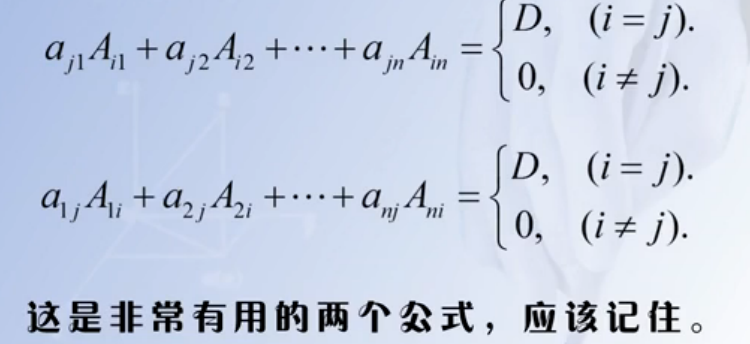 a_{j1}A_{i1} + a_{j2}A_{i2} + ⋯ + a_{jn}A_{in} = { D, (i = j).
0, (i ≠ j).
a_{1j}A_{1i} + a_{2j}A_{2i} + ⋯ + a_{nj}A_{ni} = { D, (i = j).
0, (i ≠ j).
这是非常有用的两个公式，应该记住。